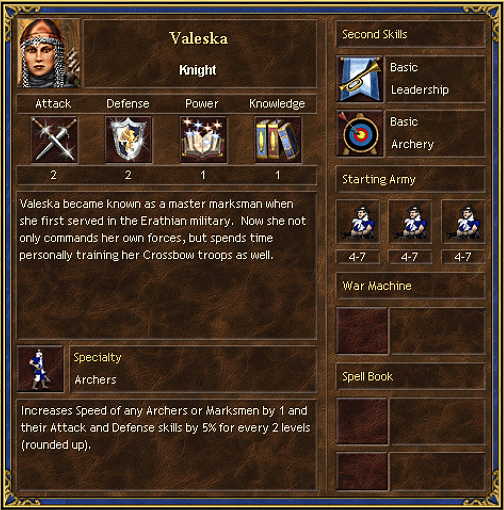 Valeska
Knight
Attack Defense Power Knowledge
2 2 1 1
Valeska became known as a master marksman when
she first served in the Erathian military. Now she not
only commands her own forces, but spends time
personally training her Crossbow troops as well.
Specialty
Archers
Increases Speed of any Archers or Marksmen by 1 and
their Attack and Defense skills by 5% for every 2 levels
(rounded up).
Second Skills
Basic
Leadership
Basic
Archery
Starting Army
4-7 4-7 4-7
War Machine
Spell Book